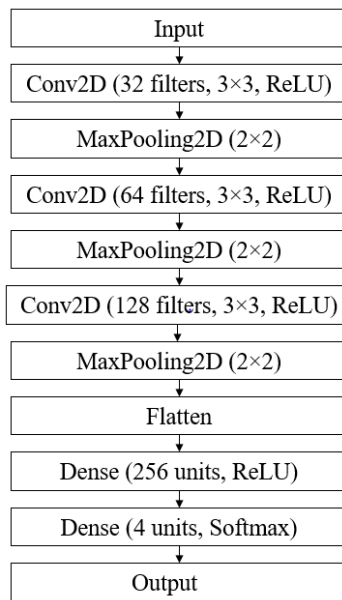 Input
Conv2D (32 filters, 3×3, ReLU)
MaxPooling2D (2×2)
Conv2D (64 filters, 3×3, ReLU)
MaxPooling2D (2×2)
Conv2D (128 filters, 3×3, ReLU)
MaxPooling2D (2×2)
Flatten
Dense (256 units, ReLU)
Dense (4 units, Softmax)
Output